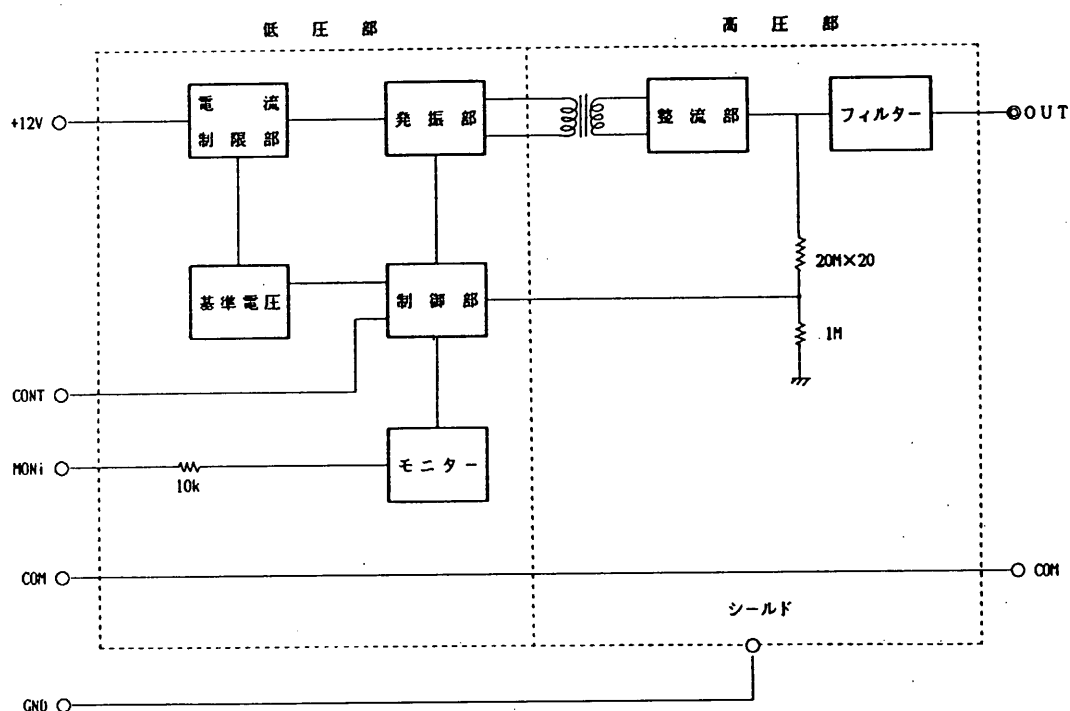 低圧部
高圧部
電流
制限部
発振部
整流部
フィルター
+12V
OUT
20M×20
基準電圧
制御部
1M
CONT
モニター
MONi
10k
COM
COM
シールド
GND